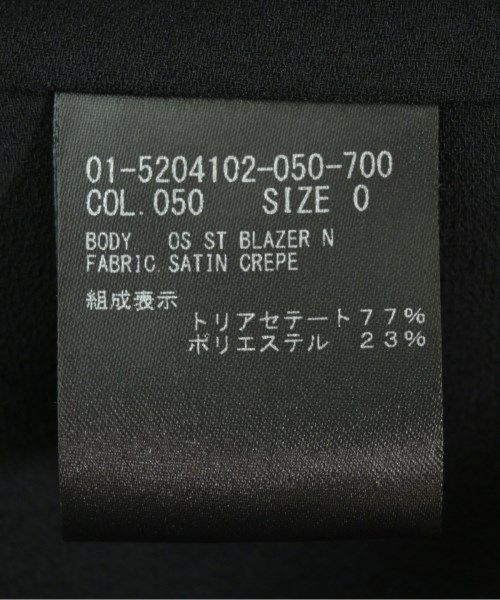 01-5204102-050-700
COL.050 SIZE 0
BODY OS ST BLAZER N
FABRIC SATIN CREPE
組成表示
トリアセテート77%
ポリエステル 23%